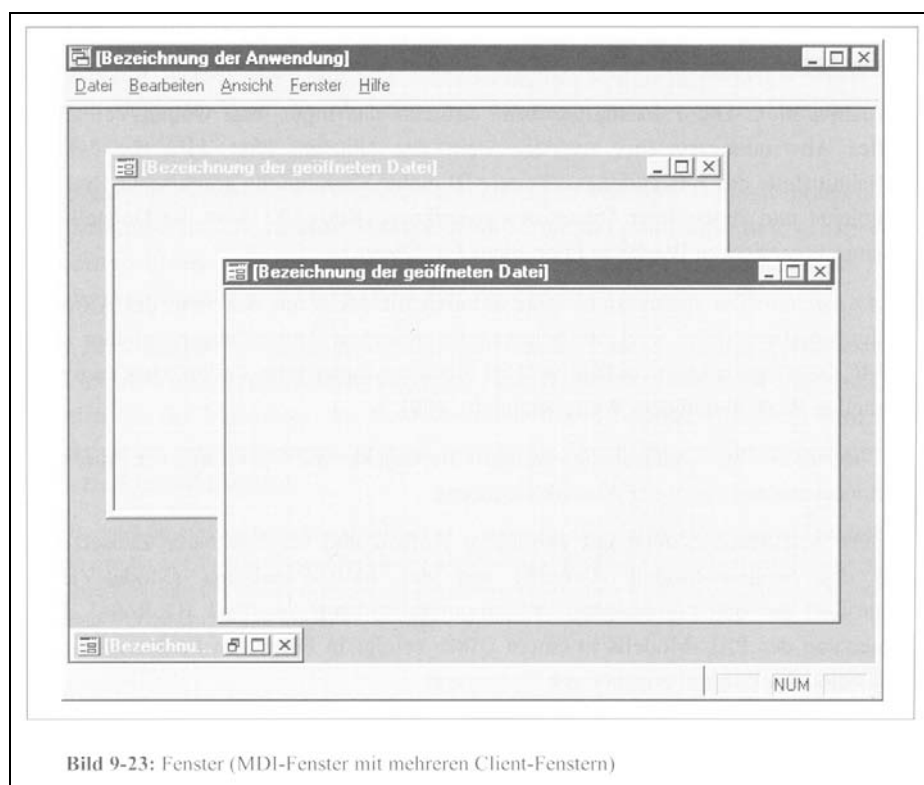 [Bezeichnung der Anwendung]
Datei Bearbeiten Ansicht Fenster Hilfe
[Bezeichnung der geöffneten Datei]
[Bezeichnung der geöffneten Datei]
[Bezeichnu...
NUM
Bild 9-23: Fenster (MDI-Fenster mit mehreren Client-Fenstern)